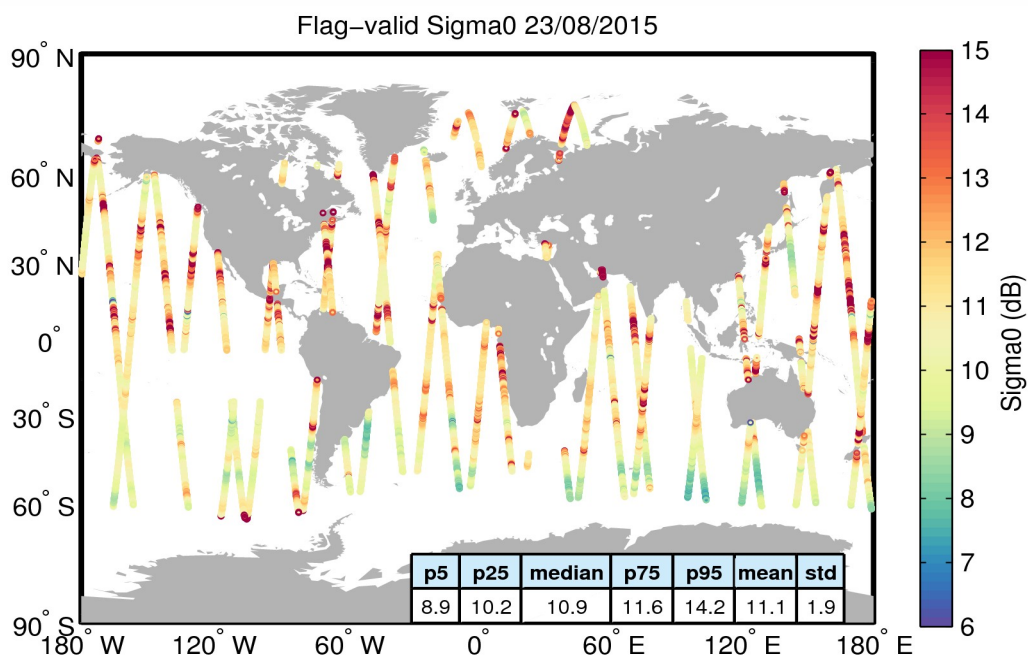 Flag−valid Sigma0 23/08/2015
90° N
60° N
30° N
0°
30° S
60° S
90° S
180° W
120° W
60° W
0°
60° E
120° E
180° E
15
14
13
12
11
10
9
8
7
6
Sigma0 (dB)
p5 p25 median p75 p95 mean std
8.9 10.2 10.9 11.6 14.2 11.1 1.9